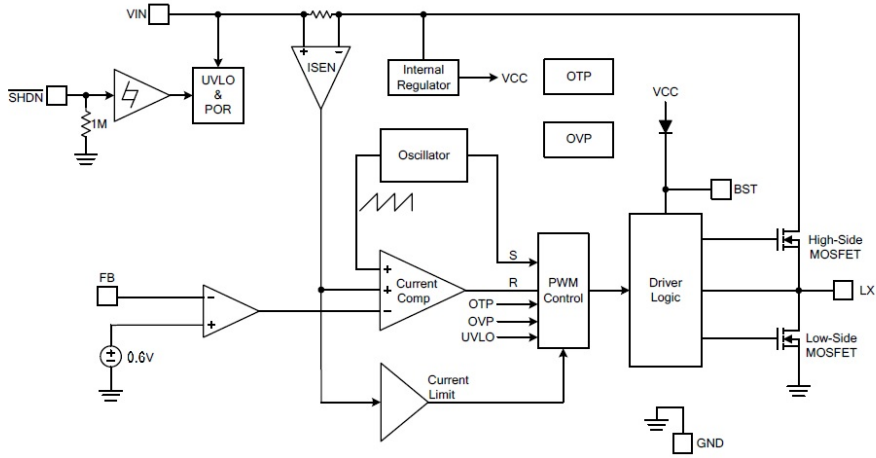 VIN
+ −
ISEN
SHDN
1M
UVLO
&
POR
Internal
Regulator
VCC
OTP
OVP
VCC
BST
Oscillator
High-Side
MOSFET
S
R
PWM
Control
Driver
Logic
LX
FB
−
+
+
+
−
Current
Comp
OTP
OVP
UVLO
0.6V
Low-Side
MOSFET
Current
Limit
GND